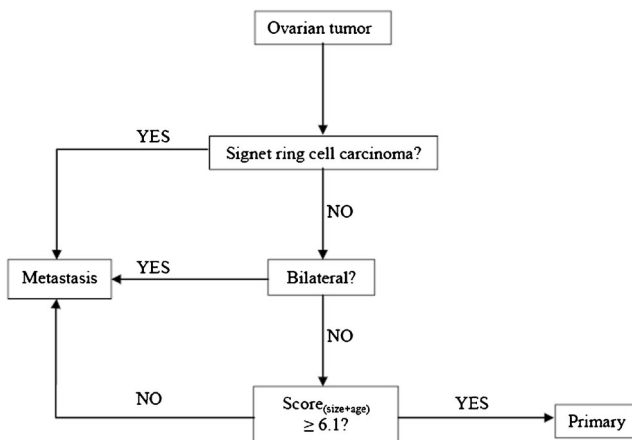 Ovarian tumor
YES
Signet ring cell carcinoma?
NO
Metastasis
YES
Bilateral?
NO
NO
Score(size+age)
≥ 6.1?
YES
Primary